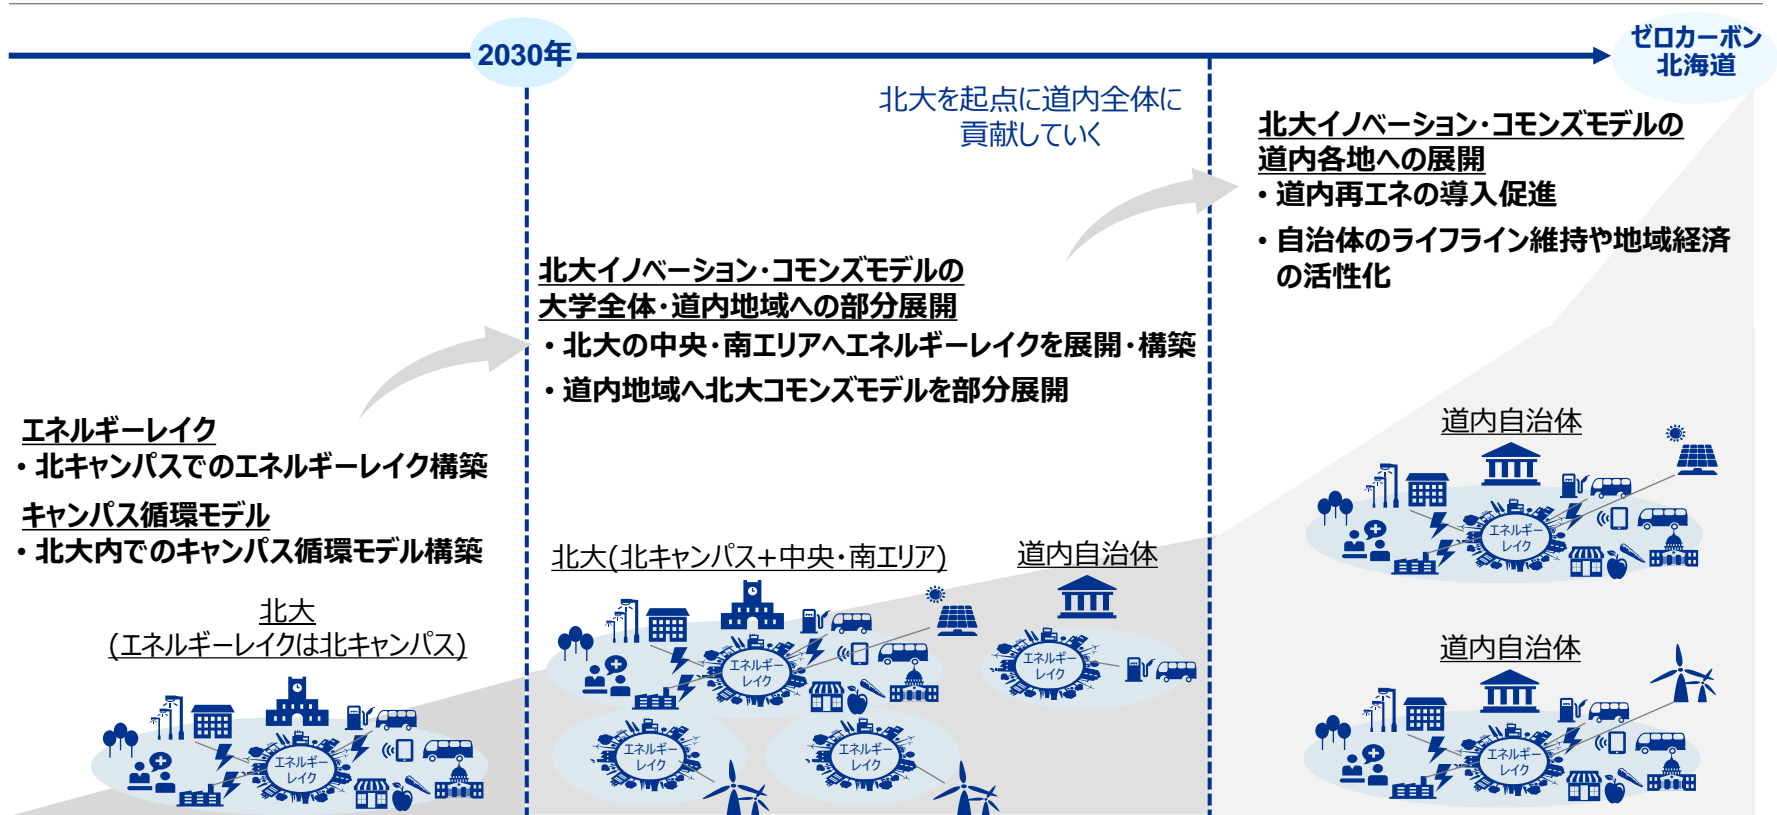 2030年
ゼロカーボン
北海道
北大を起点に道内全体に
貢献していく
エネルギーレイク
・北キャンパスでのエネルギーレイク構築
キャンパス循環モデル
・北大内でのキャンパス循環モデル構築
北大
(エネルギーレイクは北キャンパス)
エネルギー
レイク
北大イノベーション・コモンズモデルの
大学全体・道内地域への部分展開
・北大の中央・南エリアへエネルギーレイクを展開・構築
・道内地域へ北大コモンズモデルを部分展開
北大(北キャンパス+中央・南エリア)
エネルギー
レイク
エネルギー
レイク
エネルギー
レイク
道内自治体
エネルギー
レイク
北大イノベーション・コモンズモデルの
道内各地への展開
・道内再エネの導入促進
・自治体のライフライン維持や地域経済
の活性化
道内自治体
エネルギー
レイク
道内自治体
エネルギー
レイク